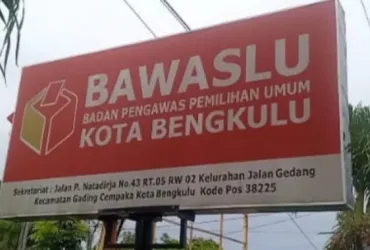 BAWASLU
BADAN PENGAWAS PEMILIHAN UMUM
KOTA BENGKULU
Sekretariat : Jalan P. Natadirja No.43 RT.05 RW 02 Kelurahan Jalan Gedang
Kecamatan Gading Cempaka Kota Bengkulu Kode Pos 38225